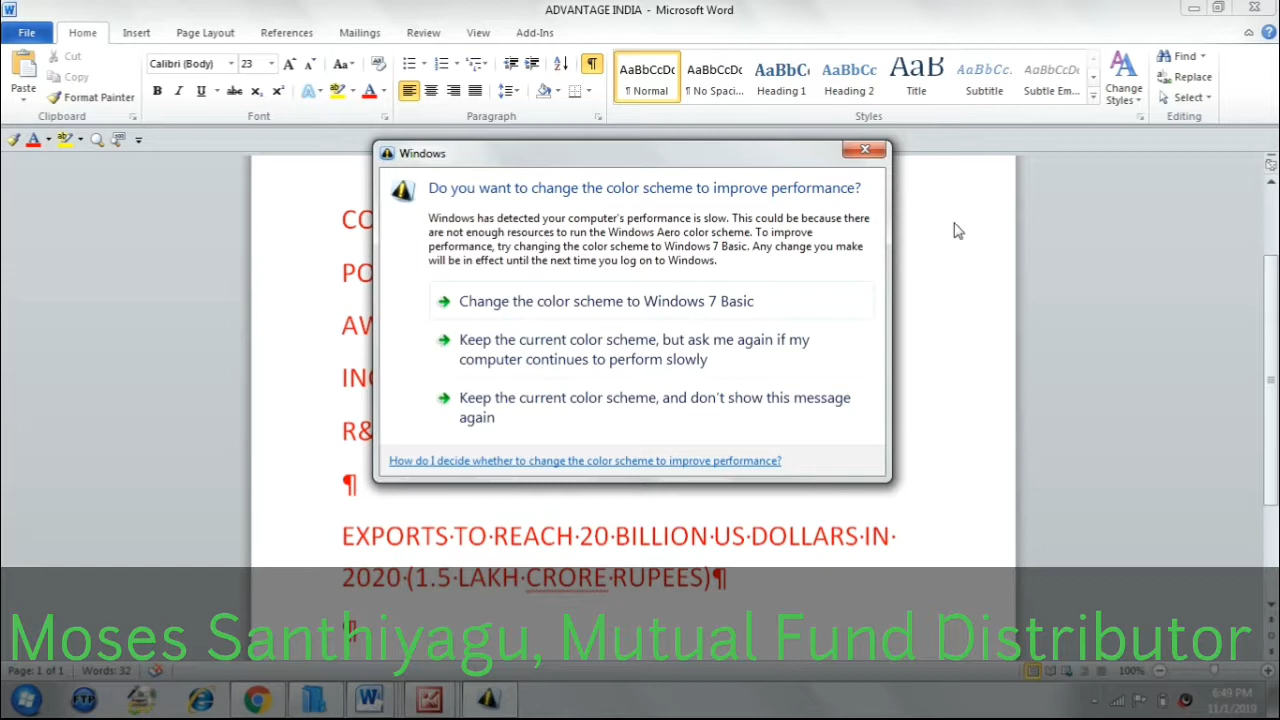 ADVANTAGE INDIA - Microsoft Word
File Home Insert Page Layout References Mailings Review View Add-Ins
Paste
Cut
Copy
Format Painter
Clipboard
Calibri (Body) 23
Font
Paragraph
AaBbCcDc AaBbCcDc AaBbC AaBbCc AaB AaBbCc. AaBbCcDc
¶ Normal ¶ No Spaci... Heading 1 Heading 2 Title Subtitle Subtle Em...
Styles
Change
Styles
Find
Replace
Select
Editing
Windows
Do you want to change the color scheme to improve performance?
Windows has detected your computer's performance is slow. This could be because there
are not enough resources to run the Windows Aero color scheme. To improve
performance, try changing the color scheme to Windows 7 Basic. Any change you make
will be in effect until the next time you log on to Windows.
Change the color scheme to Windows 7 Basic
Keep the current color scheme, but ask me again if my
computer continues to perform slowly
Keep the current color scheme, and don't show this message
again
How do I decide whether to change the color scheme to improve performance?
R&
¶
EXPORTS·TO·REACH·20·BILLION·US·DOLLARS·IN·
2020·(1.5·LAKH·CRORE·RUPEES)¶
¶
Moses Santhiyagu, Mutual Fund Distributor
Page: 1 of 1 Words: 32 100%
FTP
6:49 PM
11/1/2019